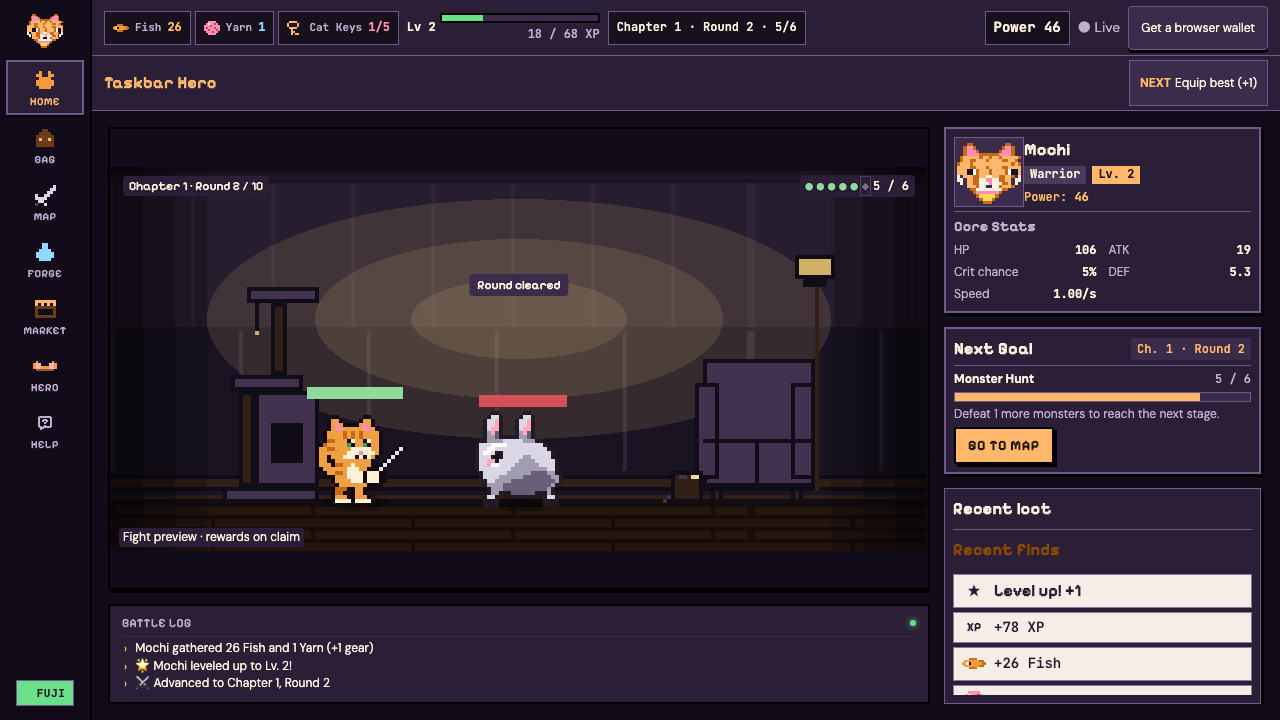 Fish 26
Yarn 1
Cat Keys 1/5
Lv 2
18 / 68 XP
Chapter 1 · Round 2 · 5/6
Power 46
Live
Get a browser wallet
HOME
BAG
MAP
FORGE
MARKET
HERO
HELP
FUJI
Taskbar Hero
NEXT Equip best (+1)
Chapter 1 · Round 2 / 10
5 / 6
Round cleared
Fight preview · rewards on claim
BATTLE LOG
› Mochi gathered 26 Fish and 1 Yarn (+1 gear)
› 🌟 Mochi leveled up to Lv. 2!
› ⚔️ Advanced to Chapter 1, Round 2
Mochi
Warrior Lv. 2
Power: 46
Core Stats
HP 106 ATK 19
Crit chance 5% DEF 5.3
Speed 1.00/s
Next Goal
Ch. 1 · Round 2
Monster Hunt 5 / 6
Defeat 1 more monsters to reach the next stage.
GO TO MAP
Recent loot
Recent Finds
★ Level up! +1
XP +78 XP
+26 Fish